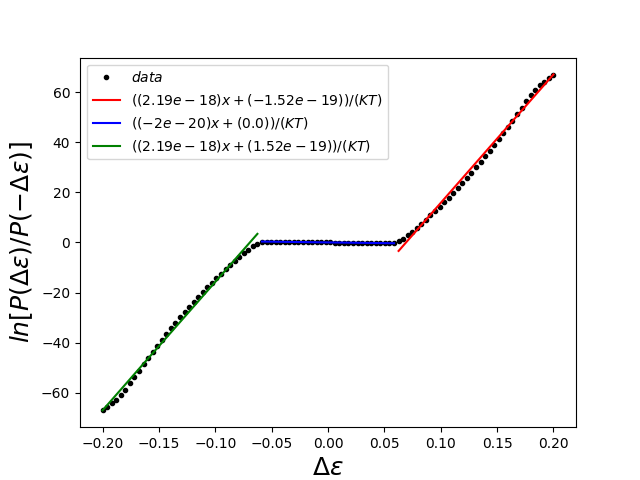 data
((2.19e − 18)x + (−1.52e − 19))/(KT)
((−2e − 20)x + (0.0))/(KT)
((2.19e − 18)x + (1.52e − 19))/(KT)
ln[P(Δε)/P(−Δε)]
60
40
20
0
−20
−40
−60
−0.20 −0.15 −0.10 −0.05 0.00 0.05 0.10 0.15 0.20
Δε